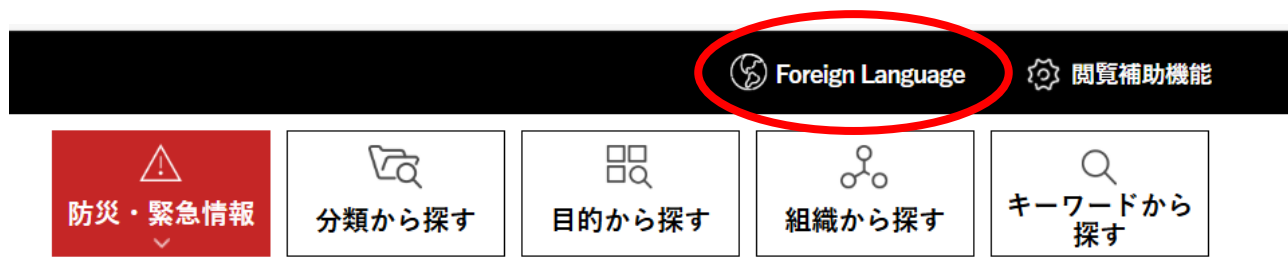 Foreign Language
閲覧補助機能
防災・緊急情報
分類から探す
目的から探す
組織から探す
キーワードから
探す